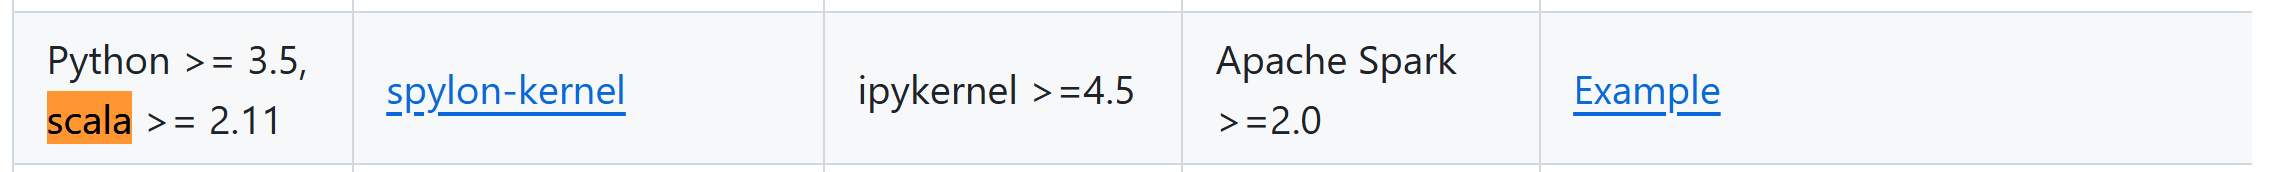 Python >= 3.5,
scala >= 2.11
spylon-kernel
ipykernel >=4.5
Apache Spark
>=2.0
Example